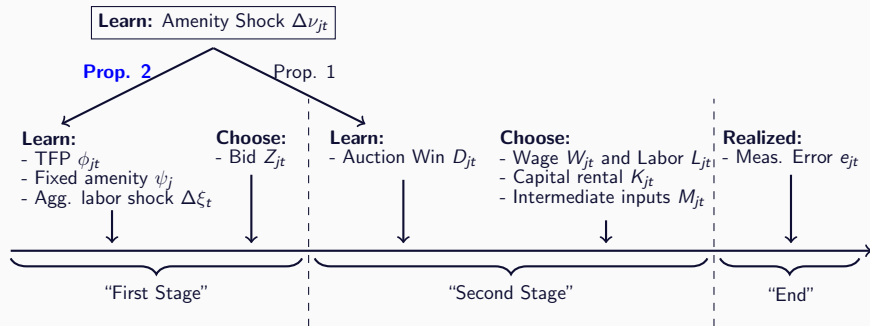 Learn: Amenity Shock Δν_jt
Prop. 2
Prop. 1
Learn:
- TFP ϕ_jt
- Fixed amenity ψ_j
- Agg. labor shock Δξ_t
Choose:
- Bid Z_jt
Learn:
- Auction Win D_jt
Choose:
- Wage W_jt and Labor L_jt
- Capital rental K_jt
- Intermediate inputs M_jt
Realized:
- Meas. Error e_jt
“First Stage”
“Second Stage”
“End”